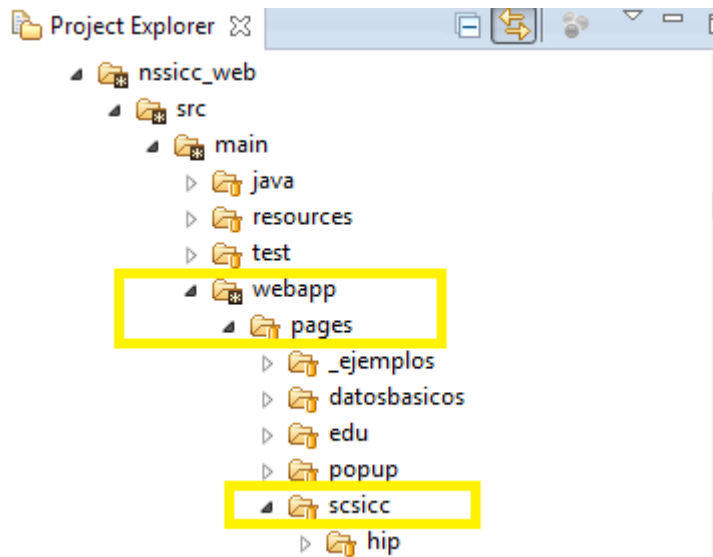 Project Explorer
nssicc_web
src
main
java
resources
test
webapp
pages
_ejemplos
datosbasicos
edu
popup
scsicc
hip